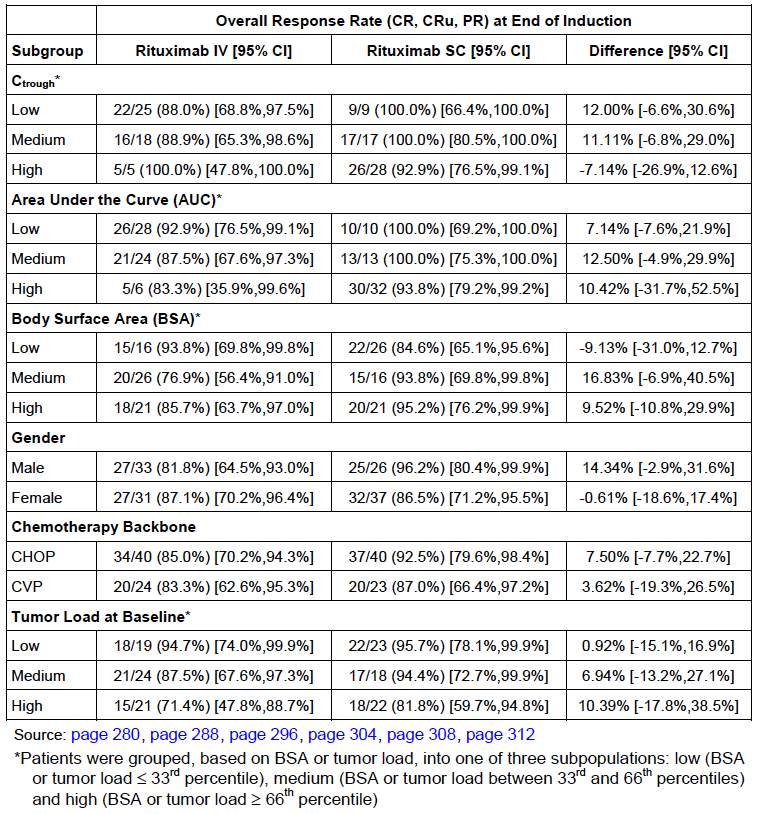 Overall Response Rate (CR, CRu, PR) at End of Induction
Subgroup Rituximab IV [95% CI] Rituximab SC [95% CI] Difference [95% CI]
Ctrough*
Low 22/25 (88.0%) [68.8%,97.5%] 9/9 (100.0%) [66.4%,100.0%] 12.00% [-6.6%,30.6%]
Medium 16/18 (88.9%) [65.3%,98.6%] 17/17 (100.0%) [80.5%,100.0%] 11.11% [-6.8%,29.0%]
High 5/5 (100.0%) [47.8%,100.0%] 26/28 (92.9%) [76.5%,99.1%] -7.14% [-26.9%,12.6%]
Area Under the Curve (AUC)*
Low 26/28 (92.9%) [76.5%,99.1%] 10/10 (100.0%) [69.2%,100.0%] 7.14% [-7.6%,21.9%]
Medium 21/24 (87.5%) [67.6%,97.3%] 13/13 (100.0%) [75.3%,100.0%] 12.50% [-4.9%,29.9%]
High 5/6 (83.3%) [35.9%,99.6%] 30/32 (93.8%) [79.2%,99.2%] 10.42% [-31.7%,52.5%]
Body Surface Area (BSA)*
Low 15/16 (93.8%) [69.8%,99.8%] 22/26 (84.6%) [65.1%,95.6%] -9.13% [-31.0%,12.7%]
Medium 20/26 (76.9%) [56.4%,91.0%] 15/16 (93.8%) [69.8%,99.8%] 16.83% [-6.9%,40.5%]
High 18/21 (85.7%) [63.7%,97.0%] 20/21 (95.2%) [76.2%,99.9%] 9.52% [-10.8%,29.9%]
Gender
Male 27/33 (81.8%) [64.5%,93.0%] 25/26 (96.2%) [80.4%,99.9%] 14.34% [-2.9%,31.6%]
Female 27/31 (87.1%) [70.2%,96.4%] 32/37 (86.5%) [71.2%,95.5%] -0.61% [-18.6%,17.4%]
Chemotherapy Backbone
CHOP 34/40 (85.0%) [70.2%,94.3%] 37/40 (92.5%) [79.6%,98.4%] 7.50% [-7.7%,22.7%]
CVP 20/24 (83.3%) [62.6%,95.3%] 20/23 (87.0%) [66.4%,97.2%] 3.62% [-19.3%,26.5%]
Tumor Load at Baseline*
Low 18/19 (94.7%) [74.0%,99.9%] 22/23 (95.7%) [78.1%,99.9%] 0.92% [-15.1%,16.9%]
Medium 21/24 (87.5%) [67.6%,97.3%] 17/18 (94.4%) [72.7%,99.9%] 6.94% [-13.2%,27.1%]
High 15/21 (71.4%) [47.8%,88.7%] 18/22 (81.8%) [59.7%,94.8%] 10.39% [-17.8%,38.5%]
Source: page 280, page 288, page 296, page 304, page 308, page 312
*Patients were grouped, based on BSA or tumor load, into one of three subpopulations: low (BSA
or tumor load ≤ 33rd percentile), medium (BSA or tumor load between 33rd and 66th percentiles)
and high (BSA or tumor load ≥ 66th percentile)